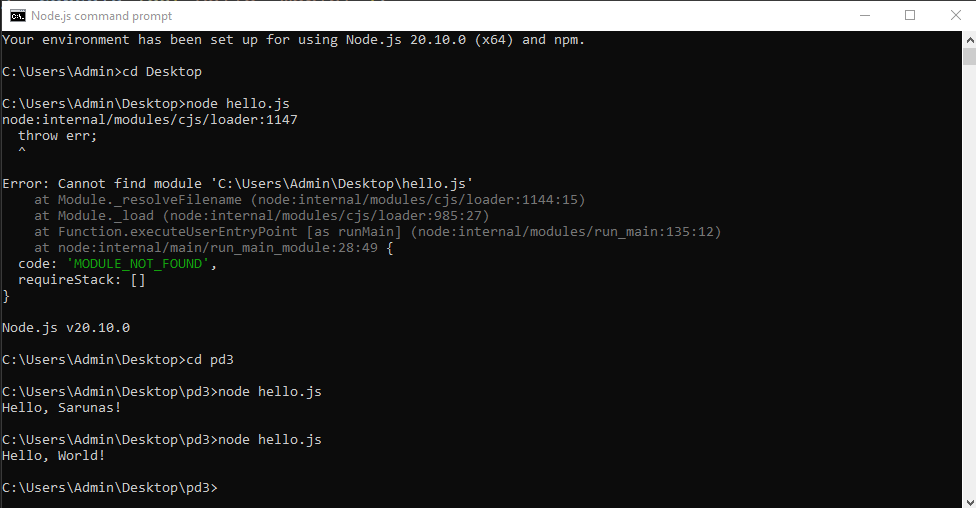 Node.js command prompt
Your environment has been set up for using Node.js 20.10.0 (x64) and npm.
C:\Users\Admin>cd Desktop
C:\Users\Admin\Desktop>node hello.js
node:internal/modules/cjs/loader:1147
  throw err;
  ^
Error: Cannot find module 'C:\Users\Admin\Desktop\hello.js'
    at Module._resolveFilename (node:internal/modules/cjs/loader:1144:15)
    at Module._load (node:internal/modules/cjs/loader:985:27)
    at Function.executeUserEntryPoint [as runMain] (node:internal/modules/run_main:135:12)
    at node:internal/main/run_main_module:28:49 {
  code: 'MODULE_NOT_FOUND',
  requireStack: []
}
Node.js v20.10.0
C:\Users\Admin\Desktop>cd pd3
C:\Users\Admin\Desktop\pd3>node hello.js
Hello, Sarunas!
C:\Users\Admin\Desktop\pd3>node hello.js
Hello, World!
C:\Users\Admin\Desktop\pd3>